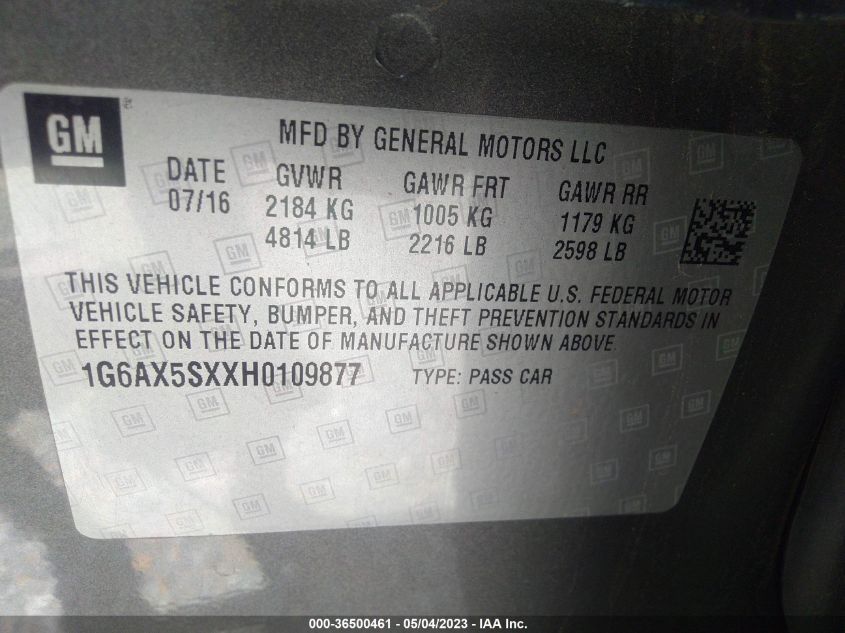 GM
MFD BY GENERAL MOTORS LLC
DATE GVWR GAWR FRT GAWR RR
07/16 2184 KG 1005 KG 1179 KG
4814 LB 2216 LB 2598 LB
THIS VEHICLE CONFORMS TO ALL APPLICABLE U.S. FEDERAL MOTOR
VEHICLE SAFETY, BUMPER, AND THEFT PREVENTION STANDARDS IN
EFFECT ON THE DATE OF MANUFACTURE SHOWN ABOVE.
1G6AX5SXXH0109877 TYPE: PASS CAR
000-36500461 - 05/04/2023 - IAA Inc.